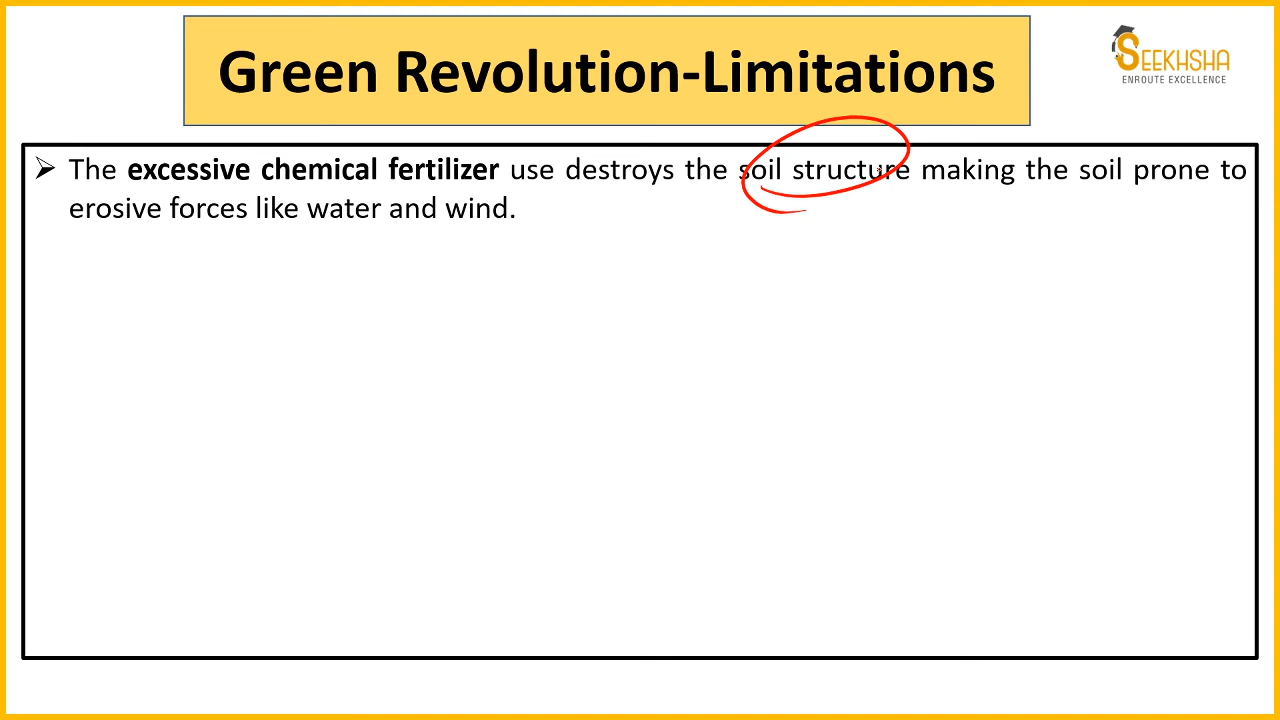 Green Revolution-Limitations
SEEKHSHA
ENROUTE EXCELLENCE
➢ The excessive chemical fertilizer use destroys the soil structure making the soil prone to
erosive forces like water and wind.